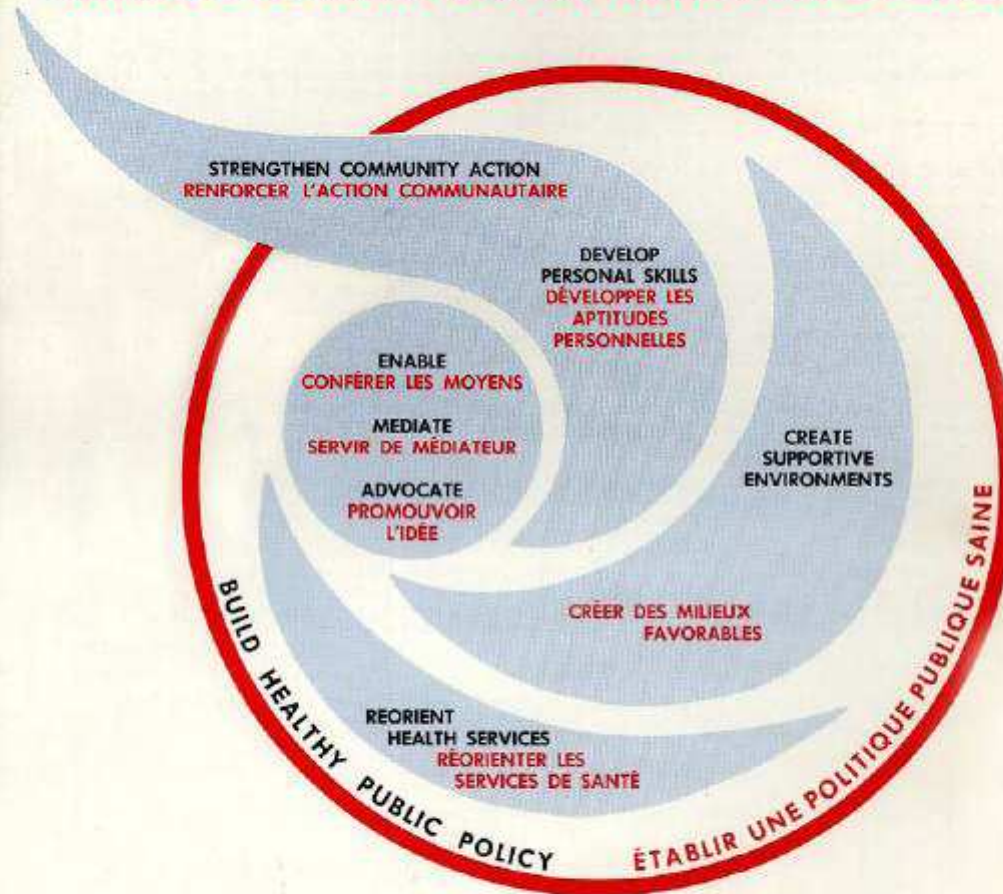 STRENGTHEN COMMUNITY ACTION
RENFORCER L'ACTION COMMUNAUTAIRE
DEVELOP
PERSONAL SKILLS
DÉVELOPPER LES
APTITUDES
PERSONNELLES
ENABLE
CONFÉRER LES MOYENS
MEDIATE
SERVIR DE MÉDIATEUR
ADVOCATE
PROMOUVOIR
L'IDÉE
CREATE
SUPPORTIVE
ENVIRONMENTS
CRÉER DES MILIEUX
FAVORABLES
REORIENT
HEALTH SERVICES
RÉORIENTER LES
SERVICES DE SANTÉ
BUILD HEALTHY PUBLIC POLICY
ÉTABLIR UNE POLITIQUE PUBLIQUE SAINE